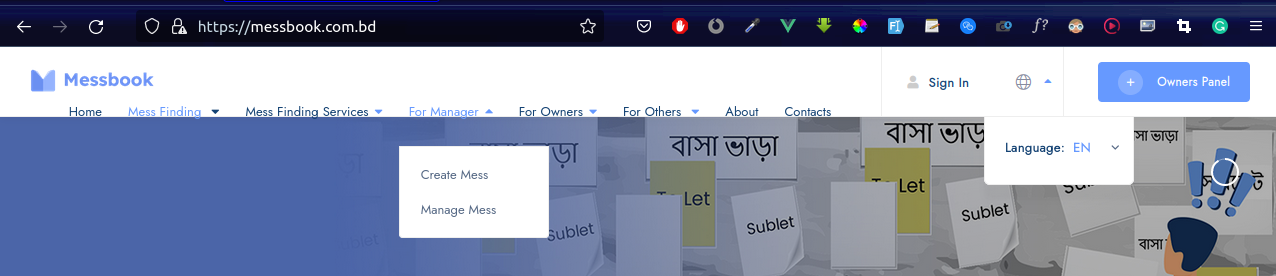 https://messbook.com.bd
Messbook
Sign In
Owners Panel
Home Mess Finding Mess Finding Services For Manager For Owners For Others About Contacts
Language: EN
Create Mess
Manage Mess
বাসা ভাড়া
বাসা ভাড়া
বাসা ভাড়া
To Let
To Let
Sublet
Sublet
Sublet
Sublet